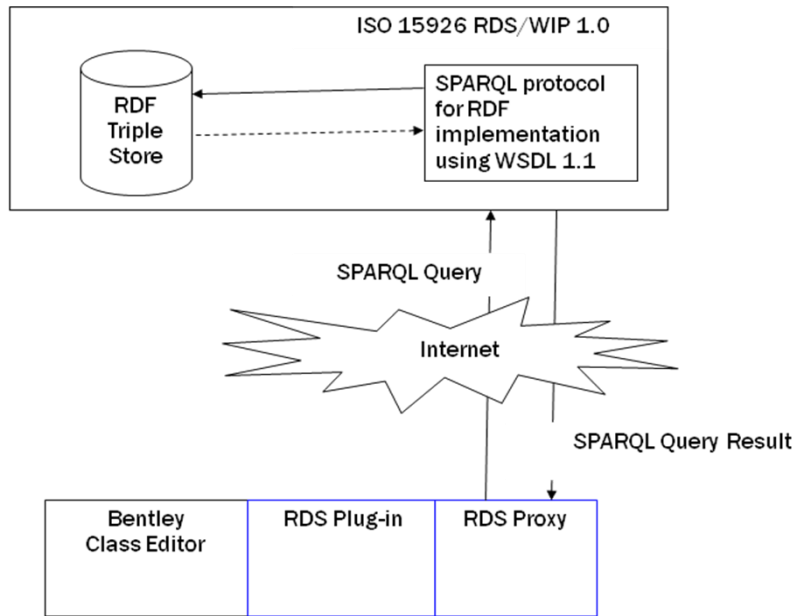 ISO 15926 RDS/WIP 1.0
RDF
Triple
Store
SPARQL protocol
for RDF
implementation
using WSDL 1.1
SPARQL Query
Internet
SPARQL Query Result
Bentley
Class Editor
RDS Plug-in
RDS Proxy